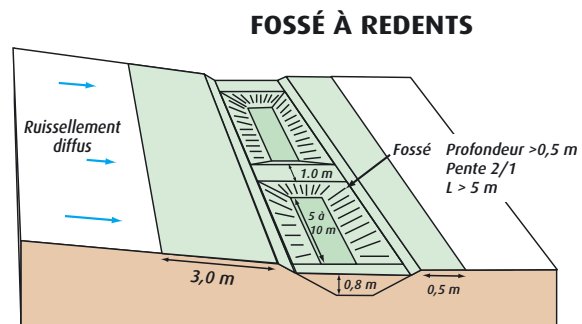 FOSSÉ À REDENTS
Ruissellement
diffus
Fossé
Profondeur >0,5 m
Pente 2/1
L > 5 m
1.0 m
5 à
10 m
3,0 m
0,8 m
0,5 m